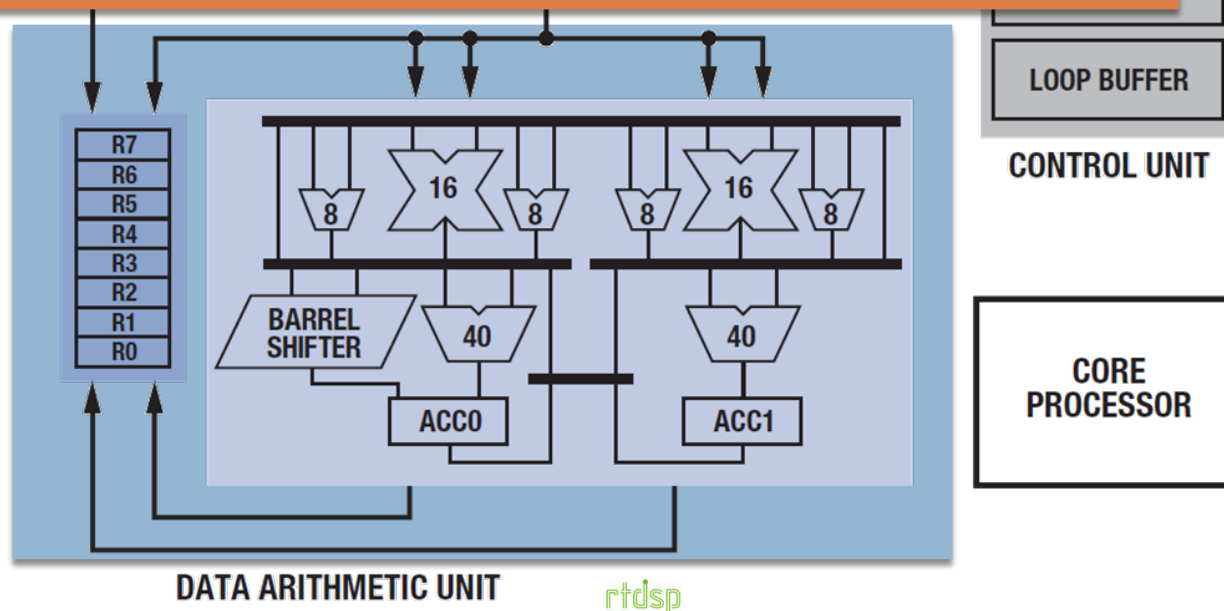 LOOP BUFFER
CONTROL UNIT
R7
R6
R5
R4
R3
R2
R1
R0
8
16
8
8
16
8
BARREL
SHIFTER
40
40
ACC0
ACC1
CORE
PROCESSOR
DATA ARITHMETIC UNIT
rtdsp